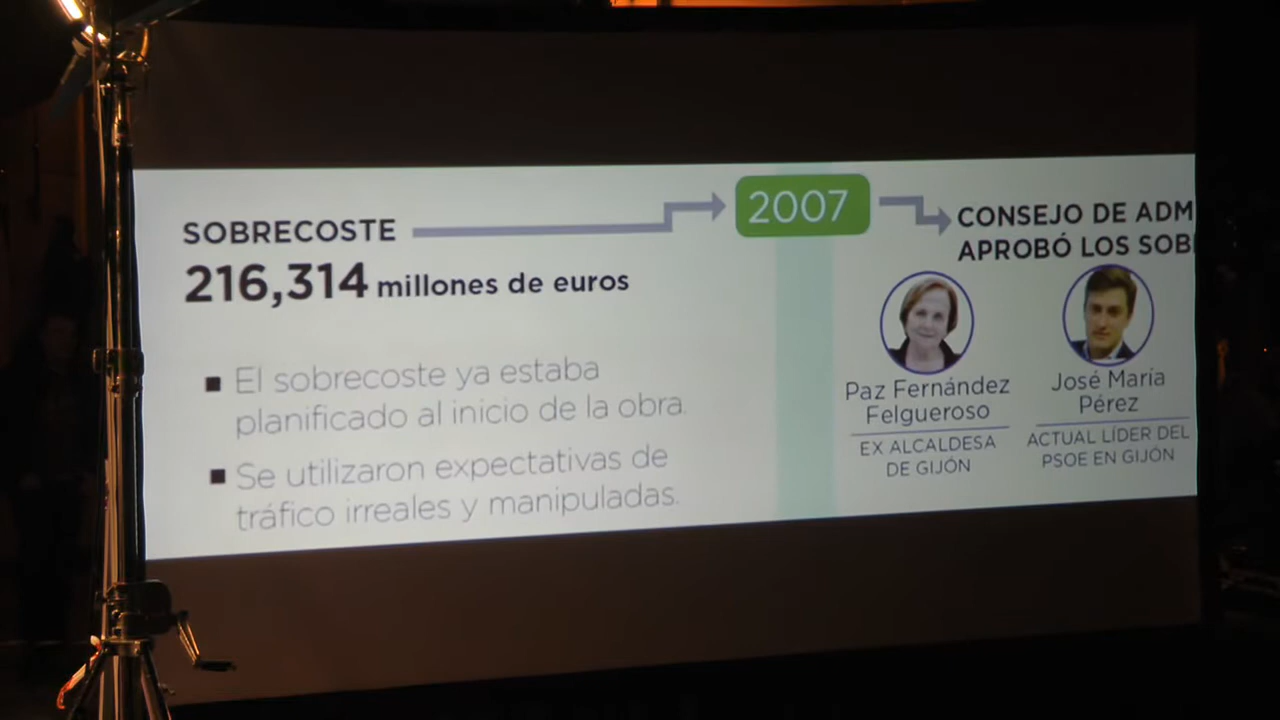 SOBRECOSTE
216,314 millones de euros
El sobrecoste ya estaba
planificado al inicio de la obra.
Se utilizaron expectativas de
tráfico irreales y manipuladas.
2007
CONSEJO DE ADM
APROBÓ LOS SOB
Paz Fernández
Felgueroso
EX ALCALDESA
DE GIJÓN
José María
Pérez
ACTUAL LÍDER DEL
PSOE EN GIJÓN